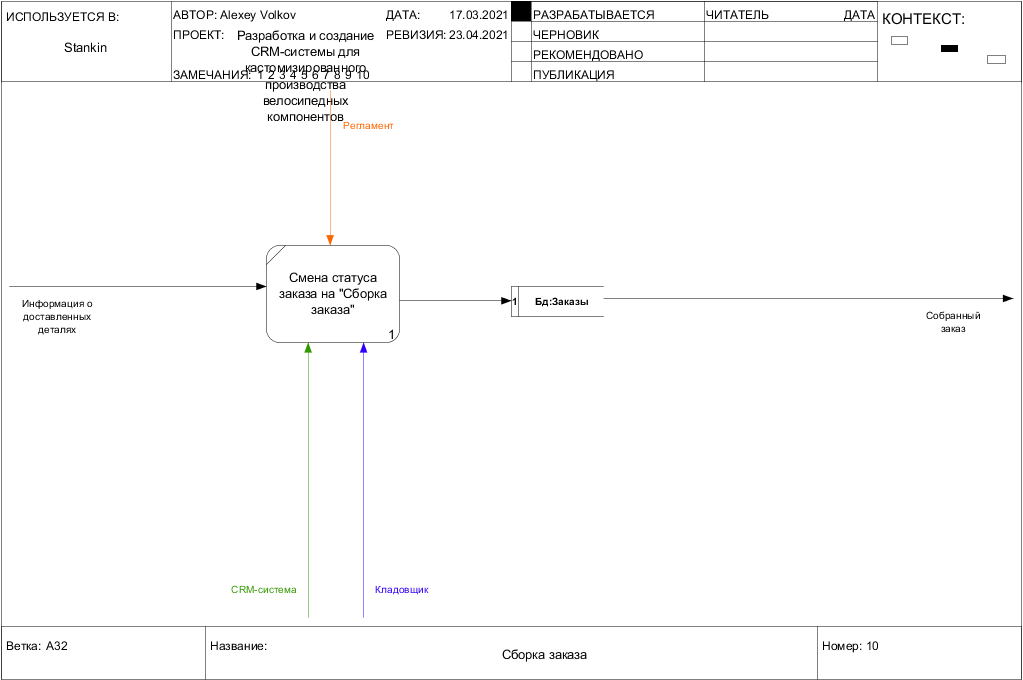 ИСПОЛЬЗУЕТСЯ В:
Stankin
АВТОР: Alexey Volkov
ДАТА: 17.03.2021
ПРОЕКТ: Разработка и создание
CRM-системы для
кастомизированного
производства
велосипедных
компонентов
РЕВИЗИЯ: 23.04.2021
ЗАМЕЧАНИЯ: 1 2 3 4 5 6 7 8 9 10
РАЗРАБАТЫВАЕТСЯ
ЧЕРНОВИК
РЕКОМЕНДОВАНО
ПУБЛИКАЦИЯ
ЧИТАТЕЛЬ ДАТА
КОНТЕКСТ:
Регламент
Смена статуса
заказа на "Сборка
заказа"
1
Информация о
доставленных
деталях
1 Бд:Заказы
Собранный
заказ
CRM-система
Кладовщик
Ветка: A32
Название:
Сборка заказа
Номер: 10